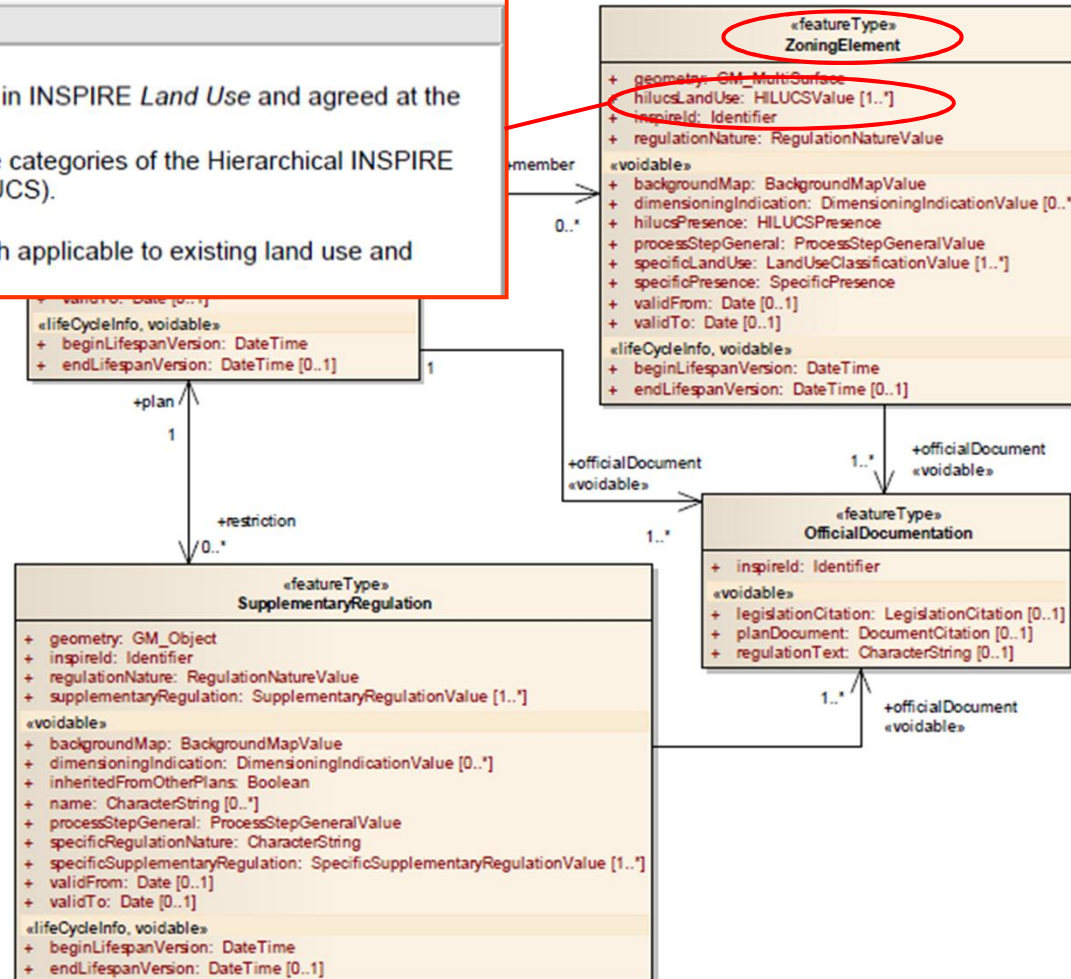 in INSPIRE Land Use and agreed at the
categories of the Hierarchical INSPIRE
UCS).
applicable to existing land use and
+ validTo: Date [0..1]
«lifeCycleInfo, voidable»
+ beginLifespanVersion: DateTime
+ endLifespanVersion: DateTime [0..1]
«featureType»
ZoningElement
+ geometry: GM_MultiSurface
+ hilucsLandUse: HILUCSValue [1..*]
+ inspireId: Identifier
+ regulationNature: RegulationNatureValue
«voidable»
+ backgroundMap: BackgroundMapValue
+ dimensioningIndication: DimensioningIndicationValue [0..*
+ hilucsPresence: HILUCSPresence
+ processStepGeneral: ProcessStepGeneralValue
+ specificLandUse: LandUseClassificationValue [1..*]
+ specificPresence: SpecificPresence
+ validFrom: Date [0..1]
+ validTo: Date [0..1]
«lifeCycleInfo, voidable»
+ beginLifespanVersion: DateTime
+ endLifespanVersion: DateTime [0..1]
+member
0..*
1
+plan
1
+restriction
0..*
+officialDocument
«voidable»
1..*
1..*
+officialDocument
«voidable»
«featureType»
OfficialDocumentation
+ inspireId: Identifier
«voidable»
+ legislationCitation: LegislationCitation [0..1]
+ planDocument: DocumentCitation [0..1]
+ regulationText: CharacterString [0..1]
1..*
+officialDocument
«voidable»
«featureType»
SupplementaryRegulation
+ geometry: GM_Object
+ inspireId: Identifier
+ regulationNature: RegulationNatureValue
+ supplementaryRegulation: SupplementaryRegulationValue [1..*]
«voidable»
+ backgroundMap: BackgroundMapValue
+ dimensioningIndication: DimensioningIndicationValue [0..*]
+ inheritedFromOtherPlans: Boolean
+ name: CharacterString [0..*]
+ processStepGeneral: ProcessStepGeneralValue
+ specificRegulationNature: CharacterString
+ specificSupplementaryRegulation: SpecificSupplementaryRegulationValue [1..*]
+ validFrom: Date [0..1]
+ validTo: Date [0..1]
«lifeCycleInfo, voidable»
+ beginLifespanVersion: DateTime
+ endLifespanVersion: DateTime [0..1]